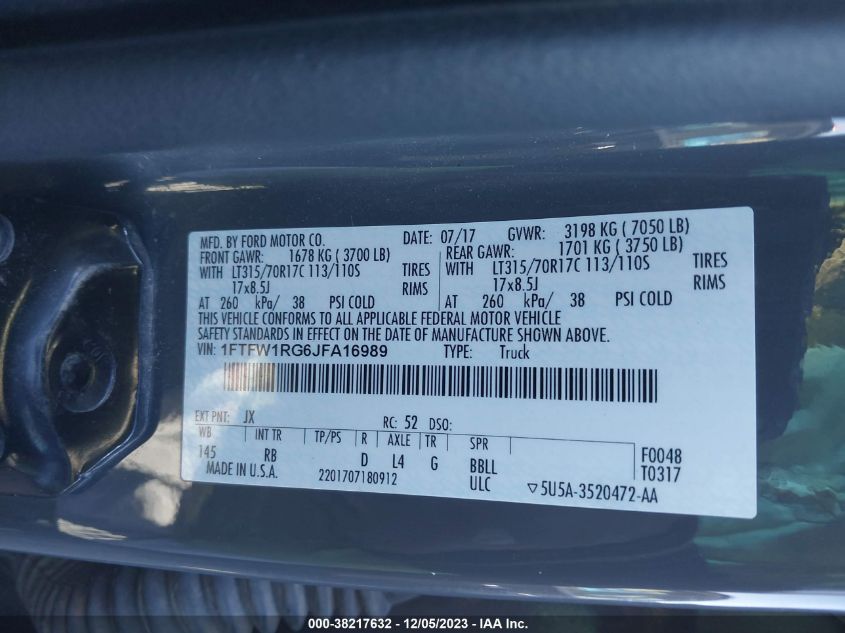 MFD. BY FORD MOTOR CO. DATE: 07/17 GVWR: 3198 KG ( 7050 LB)
FRONT GAWR: 1678 KG ( 3700 LB) REAR GAWR: 1701 KG ( 3750 LB)
WITH LT315/70R17C 113/110S TIRES WITH LT315/70R17C 113/110S TIRES
17x8.5J RIMS 17x8.5J RIMS
AT 260 kPa/ 38 PSI COLD AT 260 kPa/ 38 PSI COLD
THIS VEHICLE CONFORMS TO ALL APPLICABLE FEDERAL MOTOR VEHICLE
SAFETY STANDARDS IN EFFECT ON THE DATE OF MANUFACTURE SHOWN ABOVE.
VIN: 1FTFW1RG6JFA16989 TYPE: Truck
EXT PNT: JX RC: 52 DSO:
WB INT TR TP/PS R AXLE TR SPR F0048
145 RB D L4 G BBLL T0317
MADE IN U.S.A. 2201707180912 ULC ▽5U5A-3520472-AA
000-38217632 - 12/05/2023 - IAA Inc.